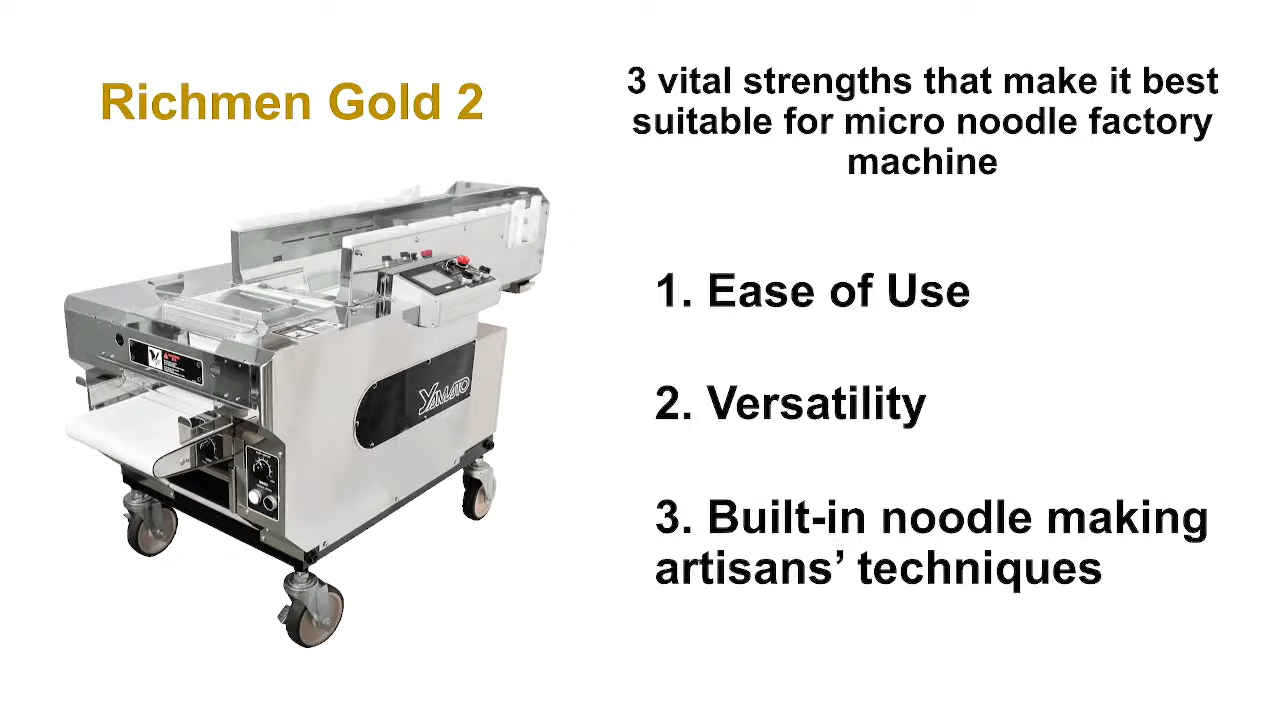 Richmen Gold 2
3 vital strengths that make it best
suitable for micro noodle factory
machine
1. Ease of Use
2. Versatility
3. Built-in noodle making
artisans’ techniques
YAMATO